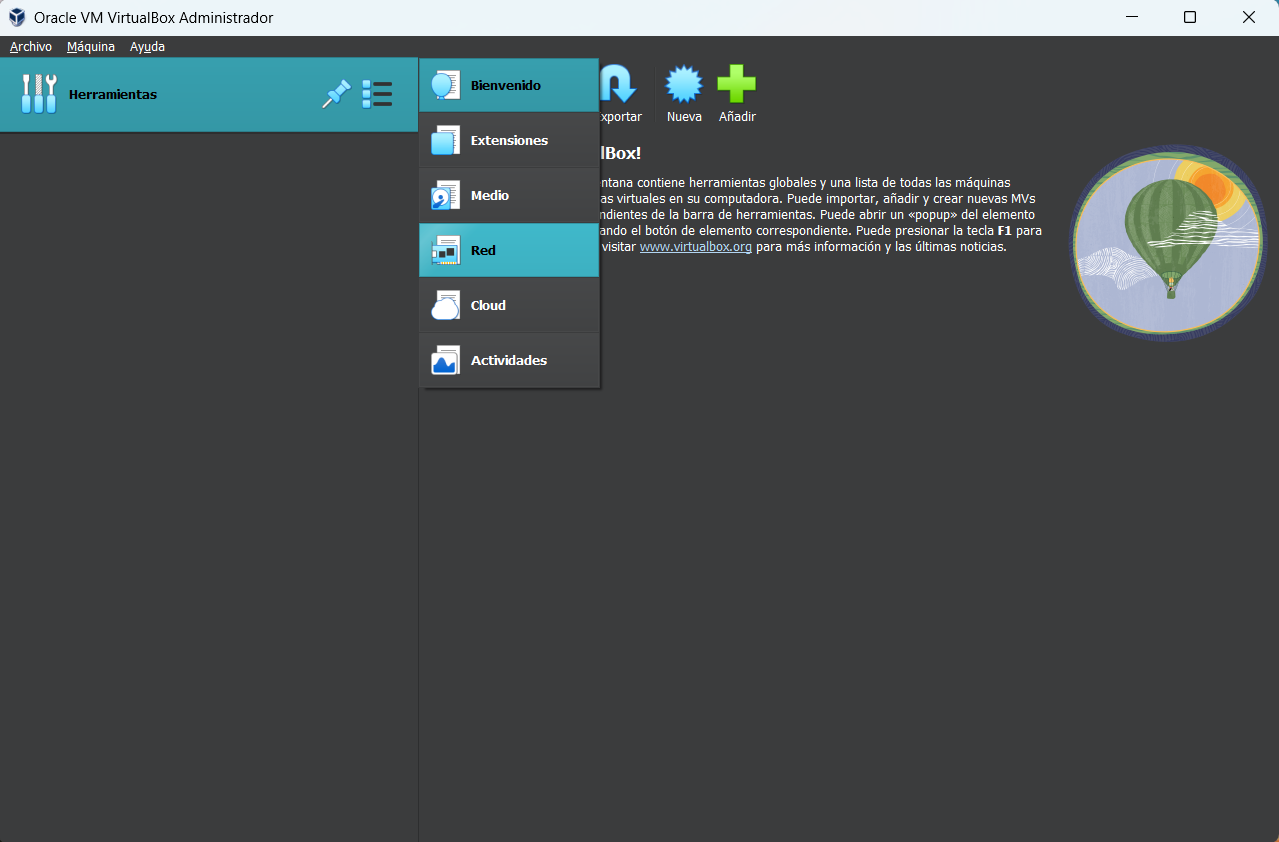 Oracle VM VirtualBox Administrador
Archivo Máquina Ayuda
Herramientas
Bienvenido
Extensiones
Medio
Red
Cloud
Actividades
xportar
Nueva
Añadir
lBox!
ntana contiene herramientas globales y una lista de todas las máquinas
as virtuales en su computadora. Puede importar, añadir y crear nuevas MVs
ndientes de la barra de herramientas. Puede abrir un «popup» del elemento
ando el botón de elemento correspondiente. Puede presionar la tecla F1 para
visitar www.virtualbox.org para más información y las últimas noticias.